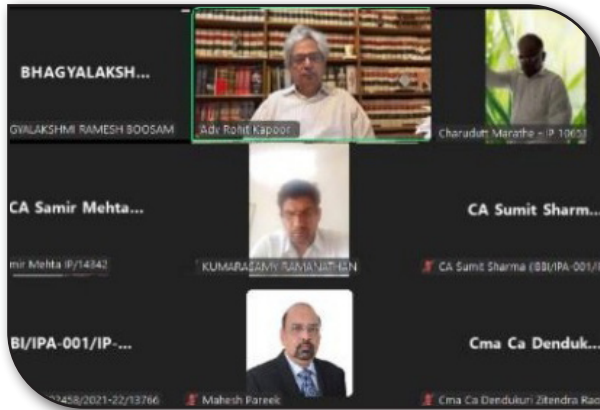 BHAGYALAKSH...
GYALAKSHMI RAMESH BOOSAM
Adv Rohit Kapoor
Charudutt Marathe - IP 10651
CA Samir Mehta...
mir Mehta IP/14342
KUMARASAMY RAMANATHAN
CA Sumit Sharm...
CA Sumit Sharma (BBI/IPA-001/I
BI/IPA-001/IP-...
02458/2021-22/13766
Mahesh Pareek
Cma Ca Denduk...
Cma Ca Dendukuri Zitendra Rao